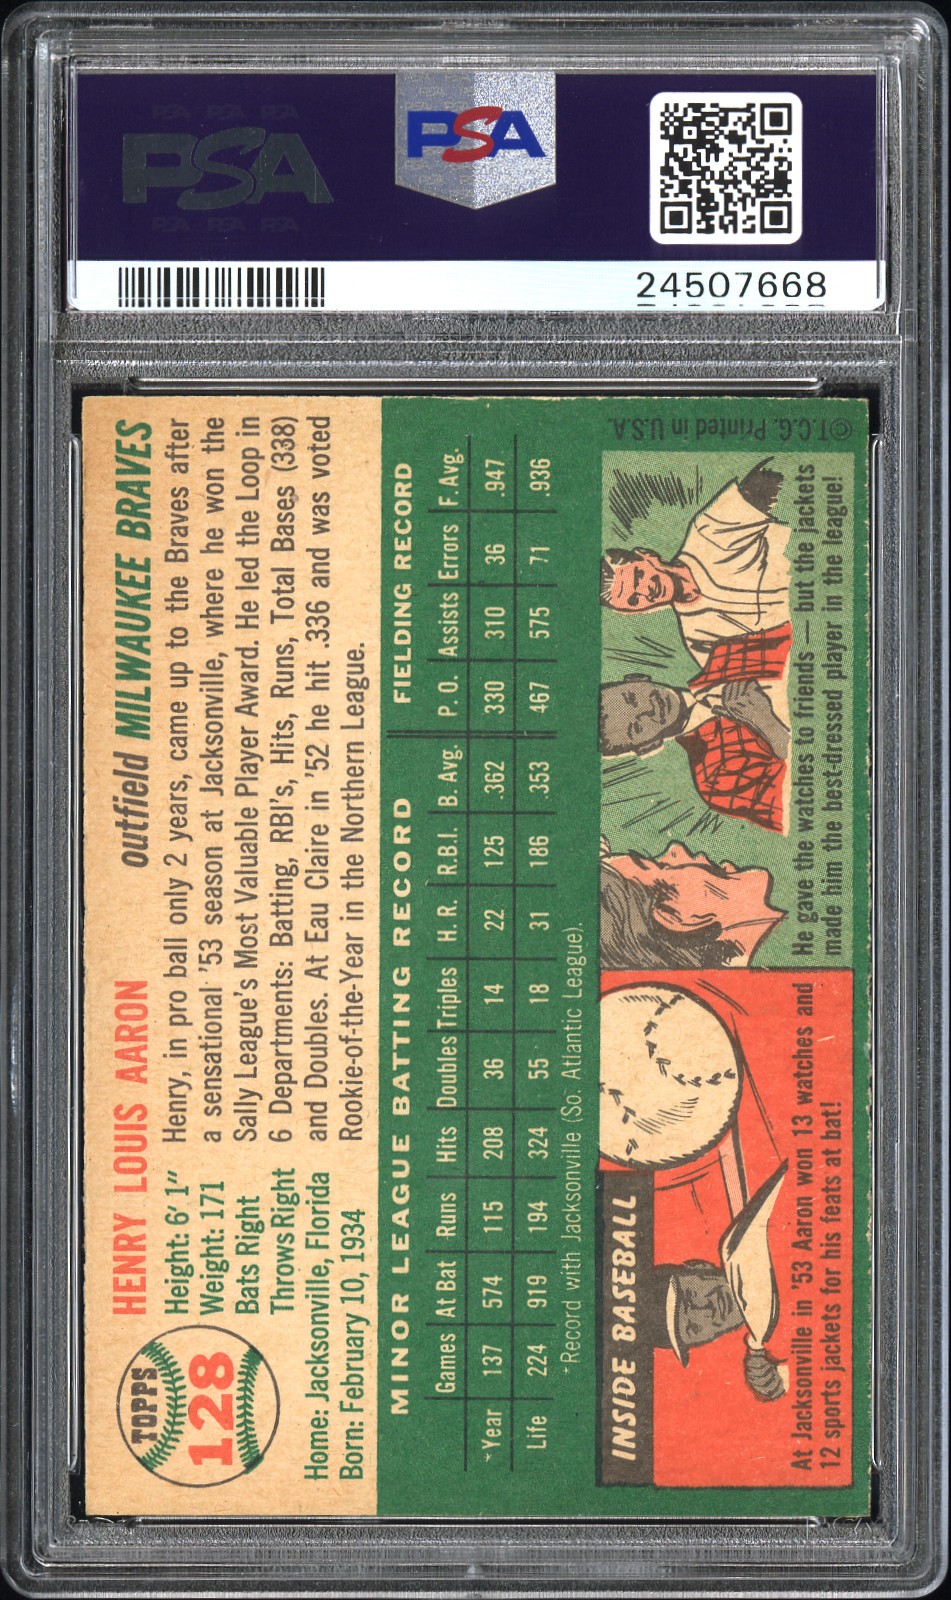 PSA PSA PSA
PSA
PSA PSA PSA
PSA
24507668
TOPPS
128
HENRY LOUIS AARON
outfield MILWAUKEE BRAVES
Height: 6' 1"
Weight: 171
Bats Right
Throws Right
Home: Jacksonville, Florida
Born: February 10, 1934
Henry, in pro ball only 2 years, came up to the Braves after
a sensational '53 season at Jacksonville, where he won the
Sally League's Most Valuable Player Award. He led the Loop in
6 Departments: Batting, RBI's, Hits, Runs, Total Bases (338)
and Doubles. At Eau Claire in '52 he hit .336 and was voted
Rookie-of-the-Year in the Northern League.
MINOR LEAGUE BATTING RECORD FIELDING RECORD
Games At Bat Runs Hits Doubles Triples H. R. R.B.I. B. Avg. P. O. Assists Errors F. Avg.
*Year 137 574 115 208 36 14 22 125 .362 330 310 36 .947
Life 224 919 194 324 55 18 31 186 .353 467 575 71 .936
*Record with Jacksonville (So. Atlantic League).
INSIDE BASEBALL
At Jacksonville in '53 Aaron won 13 watches and
12 sports jackets for his feats at bat!
He gave the watches to friends — but the jackets
made him the best-dressed player in the league!
©T.C.G. Printed in U.S.A.